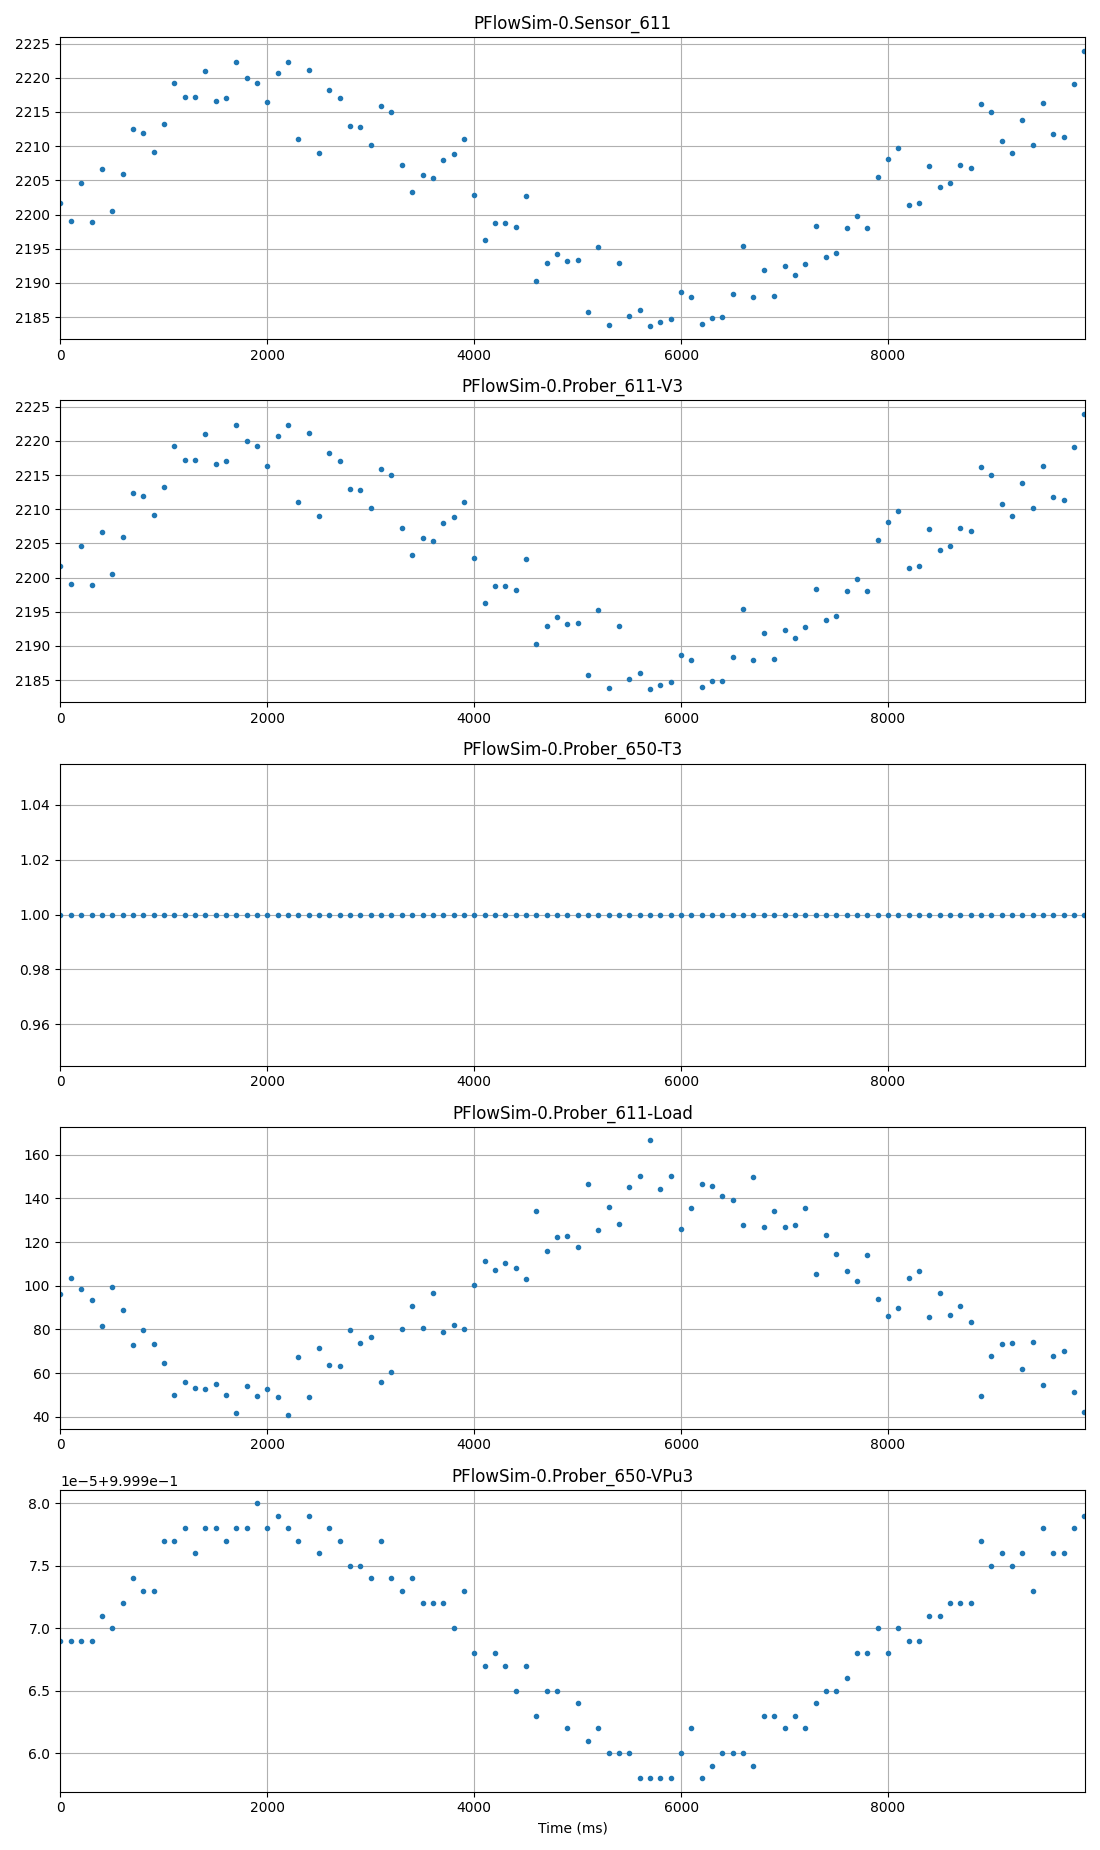 PFlowSim-0.Sensor_611
2225
2220
2215
2210
2205
2200
2195
2190
2185
0 2000 4000 6000 8000
PFlowSim-0.Prober_611-V3
2225
2220
2215
2210
2205
2200
2195
2190
2185
0 2000 4000 6000 8000
PFlowSim-0.Prober_650-T3
1.04
1.02
1.00
0.98
0.96
0 2000 4000 6000 8000
PFlowSim-0.Prober_611-Load
160
140
120
100
80
60
40
0 2000 4000 6000 8000
PFlowSim-0.Prober_650-VPu3
1e−5+9.999e−1
8.0
7.5
7.0
6.5
6.0
0 2000 4000 6000 8000
Time (ms)